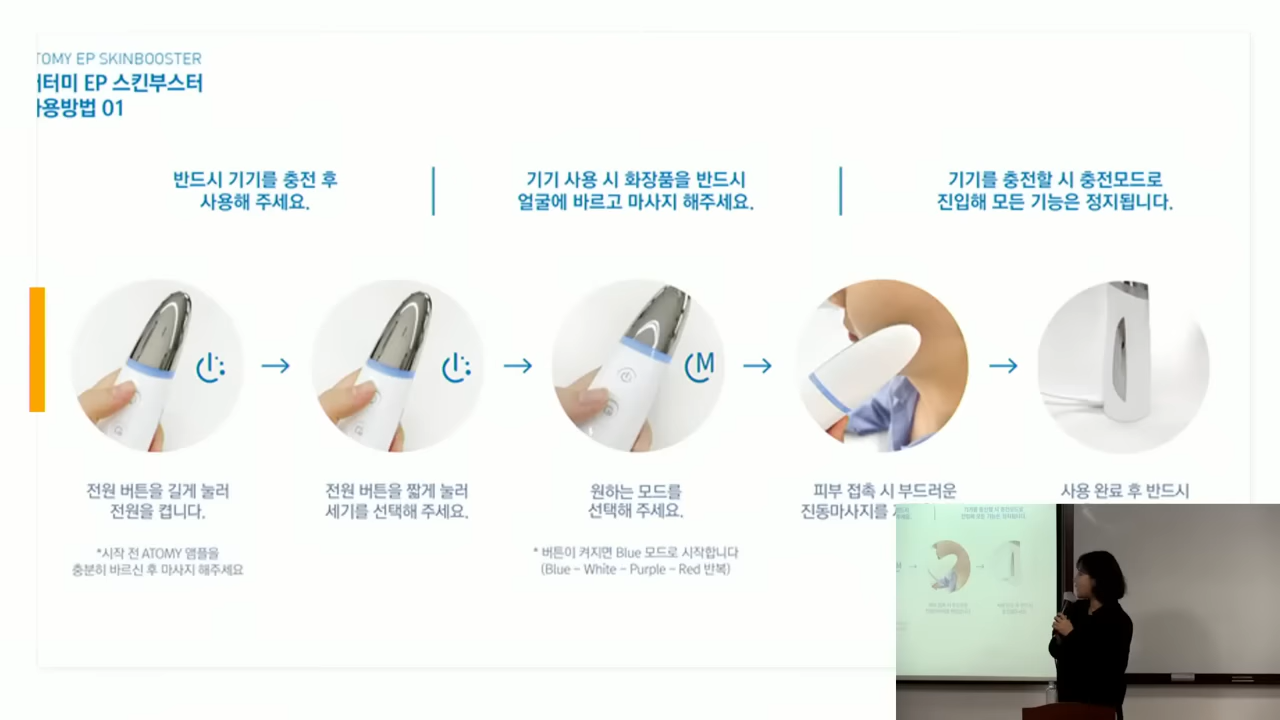 TOMY EP SKINBOOSTER
터미 EP 스킨부스터
용방법 01
반드시 기기를 충전 후
사용해 주세요.
기기 사용 시 화장품을 반드시
얼굴에 바르고 마사지 해주세요.
기기를 충전할 시 충전모드로
진입해 모든 기능은 정지됩니다.
M
전원 버튼을 길게 눌러
전원을 켭니다.
*시작 전 ATOMY 앰플을
충분히 바르신 후 마사지 해주세요
전원 버튼을 짧게 눌러
세기를 선택해 주세요.
원하는 모드를
선택해 주세요.
* 버튼이 켜지면 Blue 모드로 시작합니다
(Blue – White – Purple – Red 반복)
피부 접촉 시 부드러운
진동마사지를
사용 완료 후 반드시